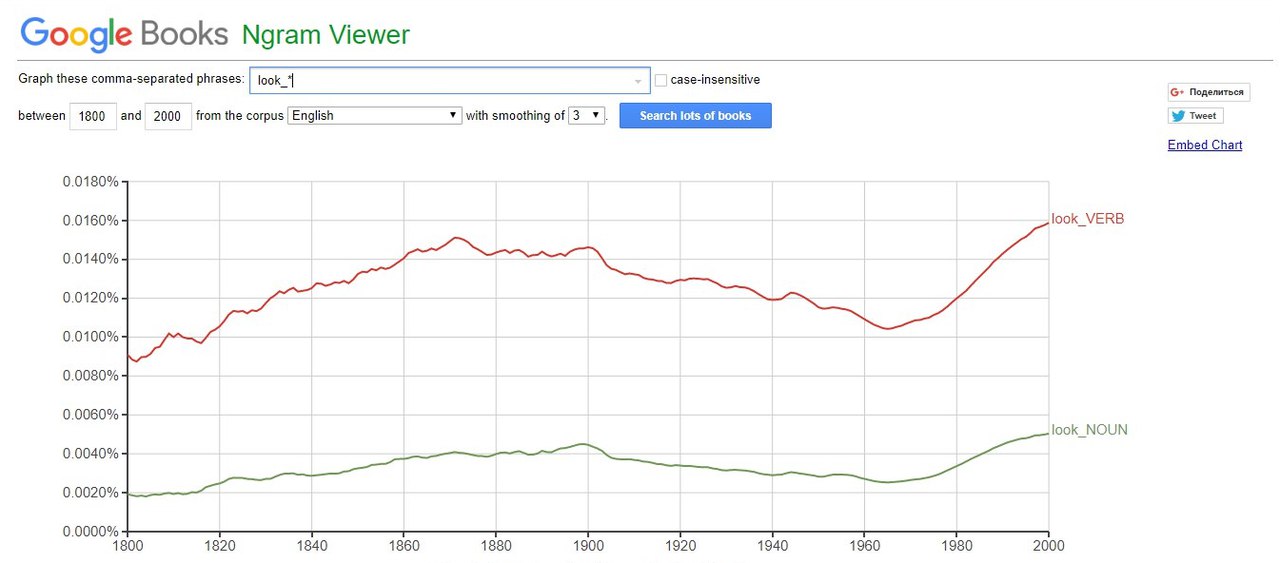 Google Books Ngram Viewer
Graph these comma-separated phrases: look_* case-insensitive
between 1800 and 2000 from the corpus English with smoothing of 3 . Search lots of books
G+ Поделиться
Tweet
Embed Chart
0.0180%
0.0160%
0.0140%
0.0120%
0.0100%
0.0080%
0.0060%
0.0040%
0.0020%
0.0000%
look_VERB
look_NOUN
1800 1820 1840 1860 1880 1900 1920 1940 1960 1980 2000